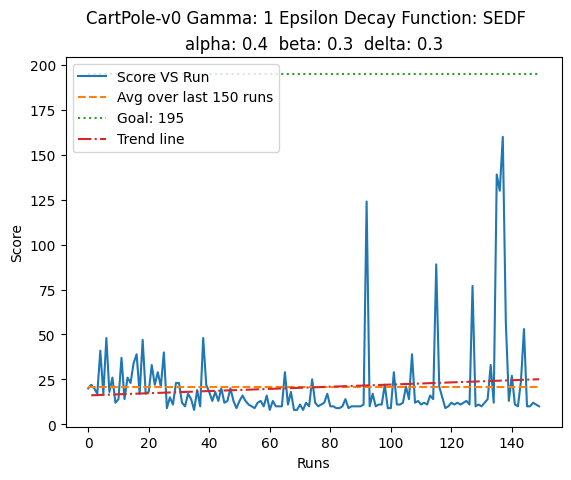 CartPole-v0 Gamma: 1 Epsilon Decay Function: SEDF
alpha: 0.4 beta: 0.3 delta: 0.3
Score VS Run
Avg over last 150 runs
Goal: 195
Trend line
200
175
150
125
100
75
50
25
0
Score
0 20 40 60 80 100 120 140
Runs